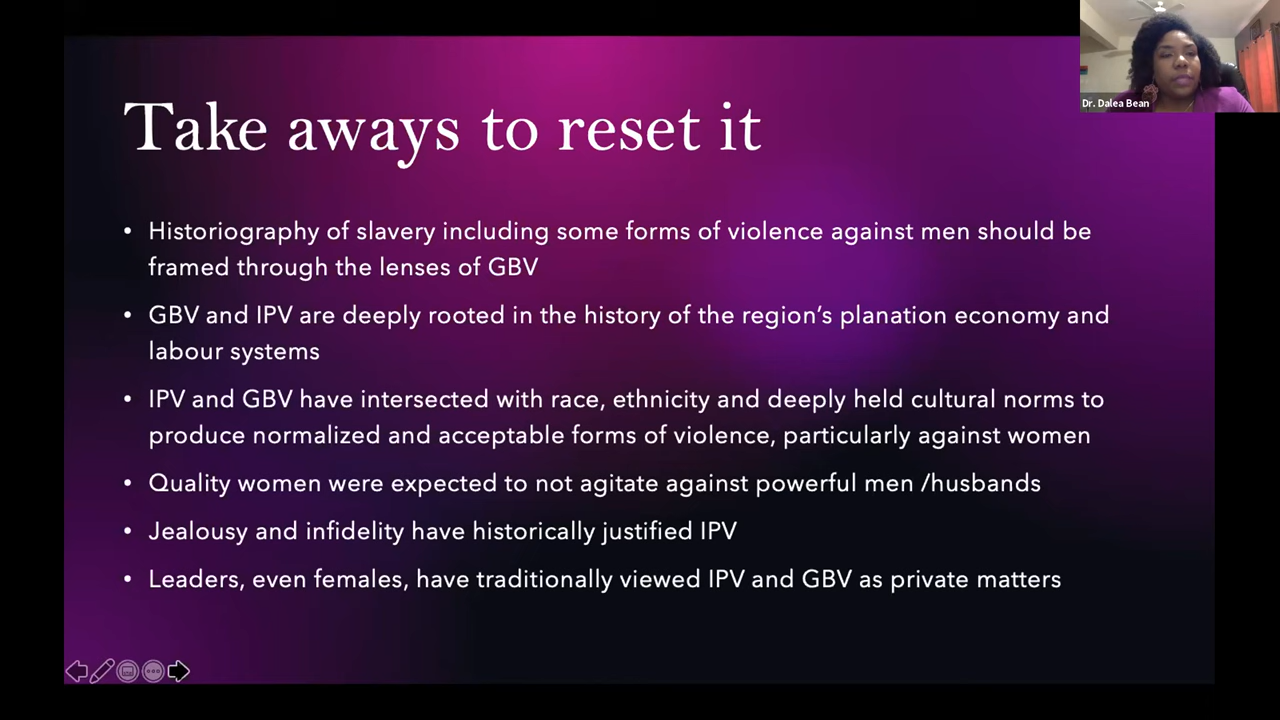 Take aways to reset it
Dr. Dalea Bean
• Historiography of slavery including some forms of violence against men should be
framed through the lenses of GBV
• GBV and IPV are deeply rooted in the history of the region's planation economy and
labour systems
• IPV and GBV have intersected with race, ethnicity and deeply held cultural norms to
produce normalized and acceptable forms of violence, particularly against women
• Quality women were expected to not agitate against powerful men /husbands
• Jealousy and infidelity have historically justified IPV
• Leaders, even females, have traditionally viewed IPV and GBV as private matters